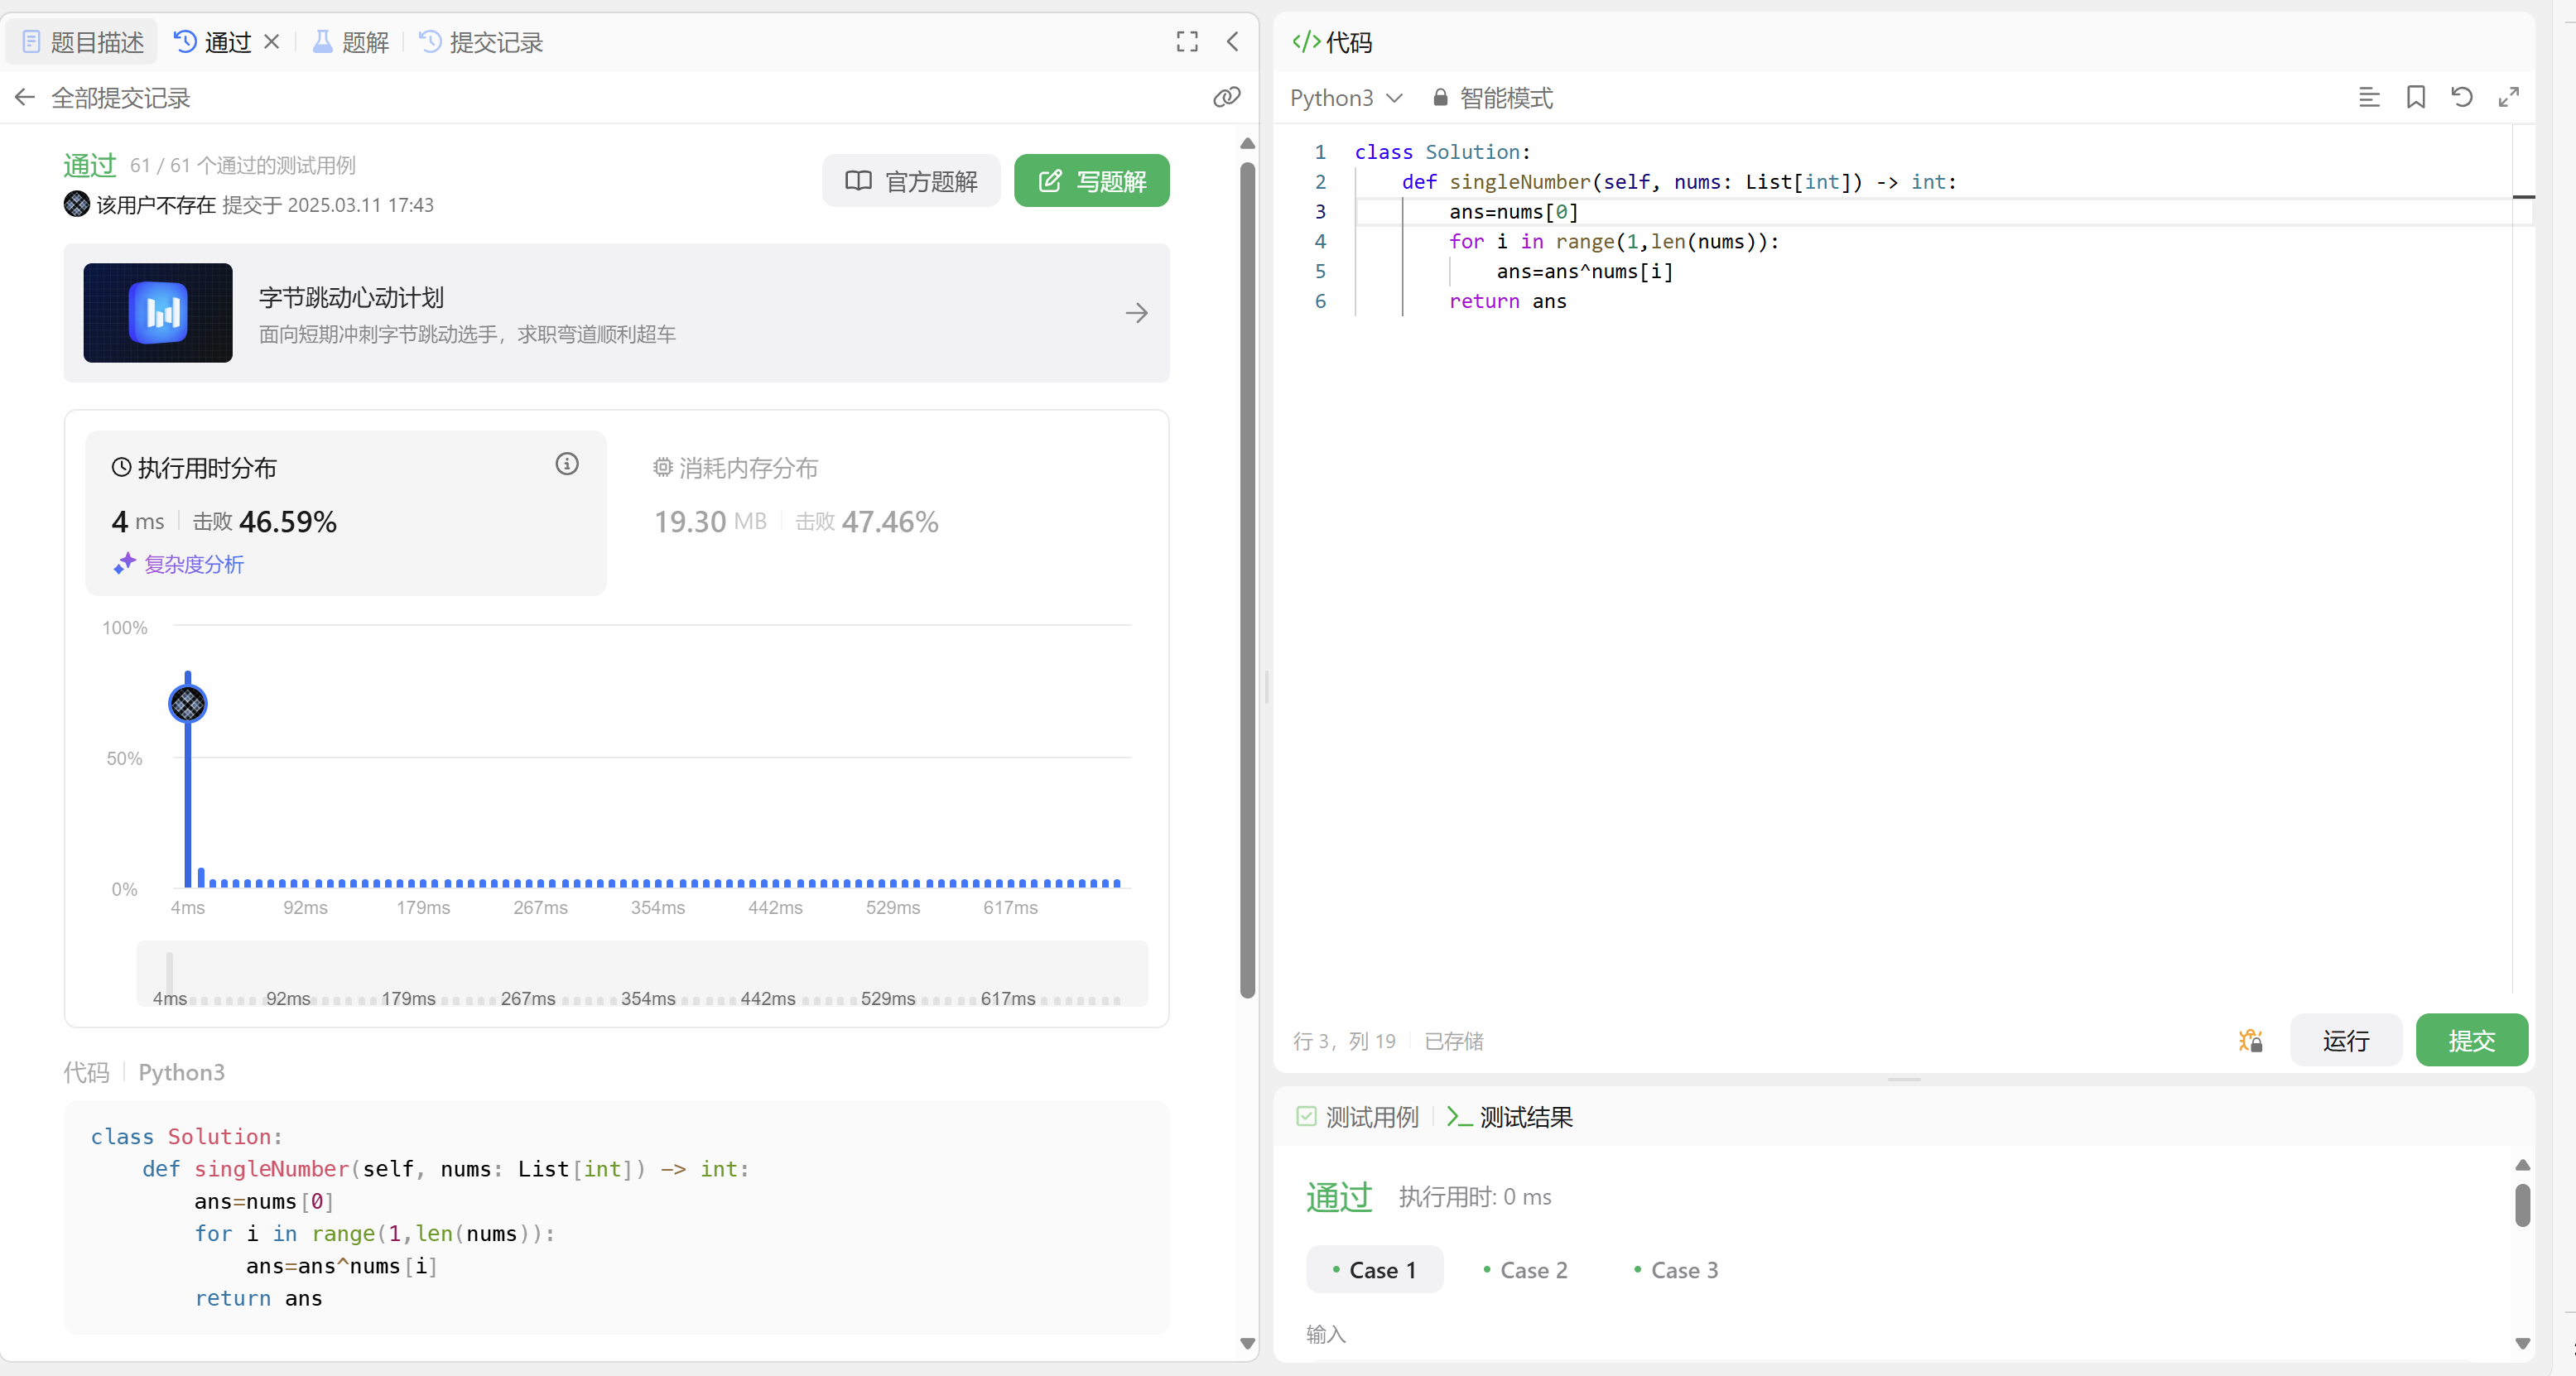 题目描述
通过
题解
提交记录
全部提交记录
通过 61 / 61 个通过的测试用例
该用户不存在 提交于 2025.03.11 17:43
官方题解
写题解
字节跳动心动计划
面向短期冲刺字节跳动选手，求职弯道顺利超车
执行用时分布
4 ms 击败 46.59%
复杂度分析
消耗内存分布
19.30 MB 击败 47.46%
100%
50%
0%
4ms 92ms 179ms 267ms 354ms 442ms 529ms 617ms
4ms 92ms 179ms 267ms 354ms 442ms 529ms 617ms
代码 Python3
class Solution:
    def singleNumber(self, nums: List[int]) -> int:
        ans=nums[0]
        for i in range(1,len(nums)):
            ans=ans^nums[i]
        return ans
</>代码
Python3 智能模式
1 class Solution:
2     def singleNumber(self, nums: List[int]) -> int:
3         ans=nums[0]
4         for i in range(1,len(nums)):
5             ans=ans^nums[i]
6         return ans
行 3，列 19 已存储
运行
提交
测试用例
测试结果
通过 执行用时: 0 ms
Case 1
Case 2
Case 3
输入